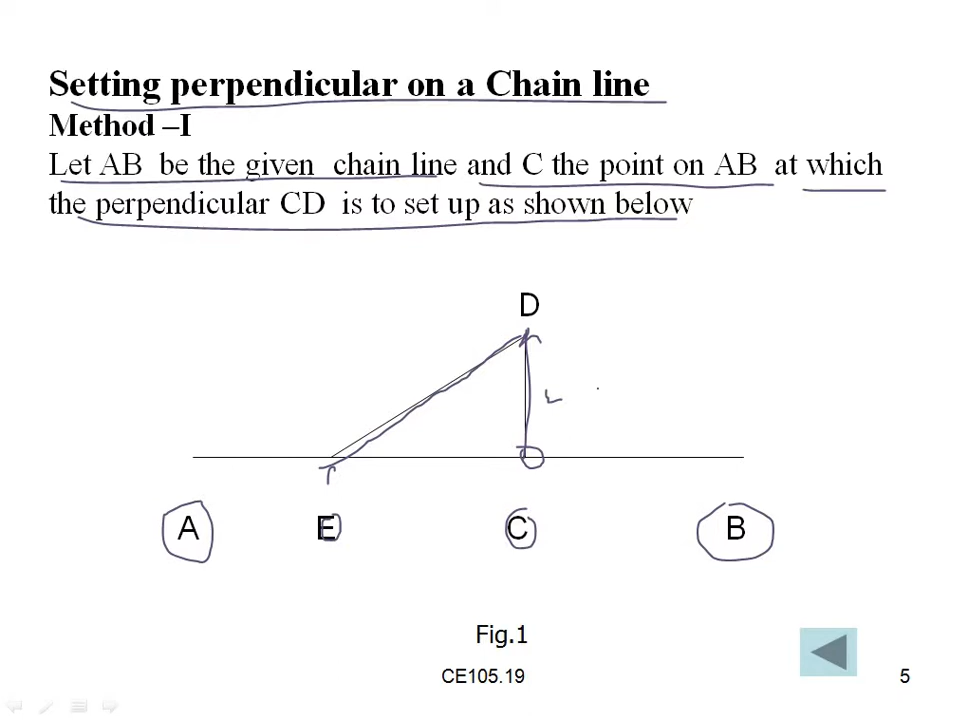 Setting perpendicular on a Chain line
Method –I
Let AB be the given chain line and C the point on AB at which
the perpendicular CD is to set up as shown below
D
A E C B
Fig.1
CE105.19
5